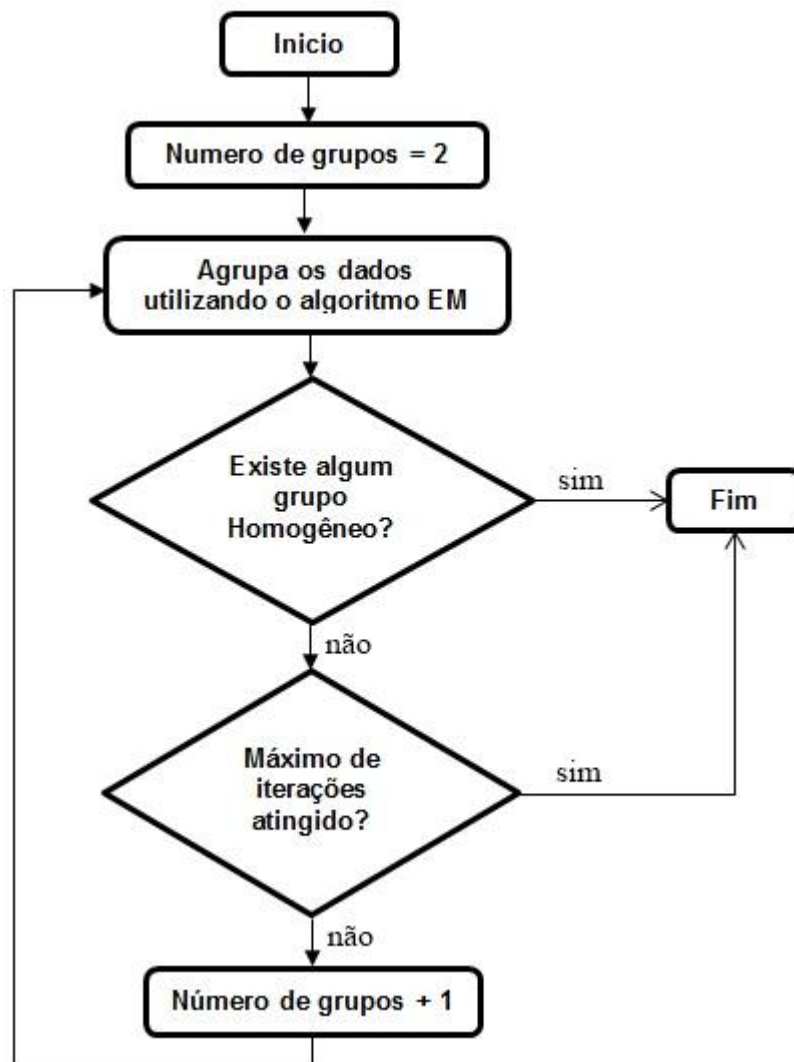 Inicio
Numero de grupos = 2
Agrupa os dados
utilizando o algoritmo EM
Existe algum
grupo
Homogêneo?
sim
Fim
não
Máximo de
iterações
atingido?
sim
não
Número de grupos + 1